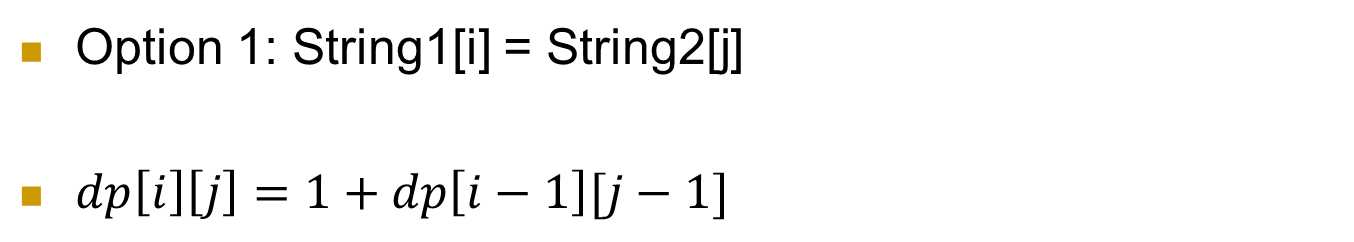 ■ Option 1: String1[i] = String2[j]
■ dp[i][j] = 1 + dp[i − 1][j − 1]